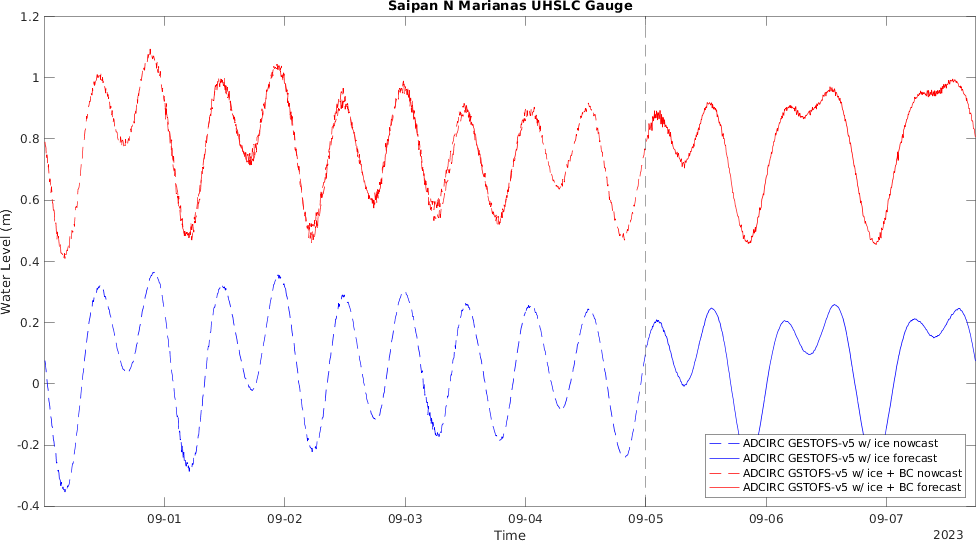 Saipan N Marianas UHSLC Gauge
1.2
1
0.8
0.6
0.4
0.2
0
-0.2
-0.4
Water Level (m)
ADCIRC GESTOFS-v5 w/ ice nowcast
ADCIRC GESTOFS-v5 w/ ice forecast
ADCIRC GSTOFS-v5 w/ ice + BC nowcast
ADCIRC GSTOFS-v5 w/ ice + BC forecast
09-01 09-02 09-03 09-04 09-05 09-06 09-07
Time
2023